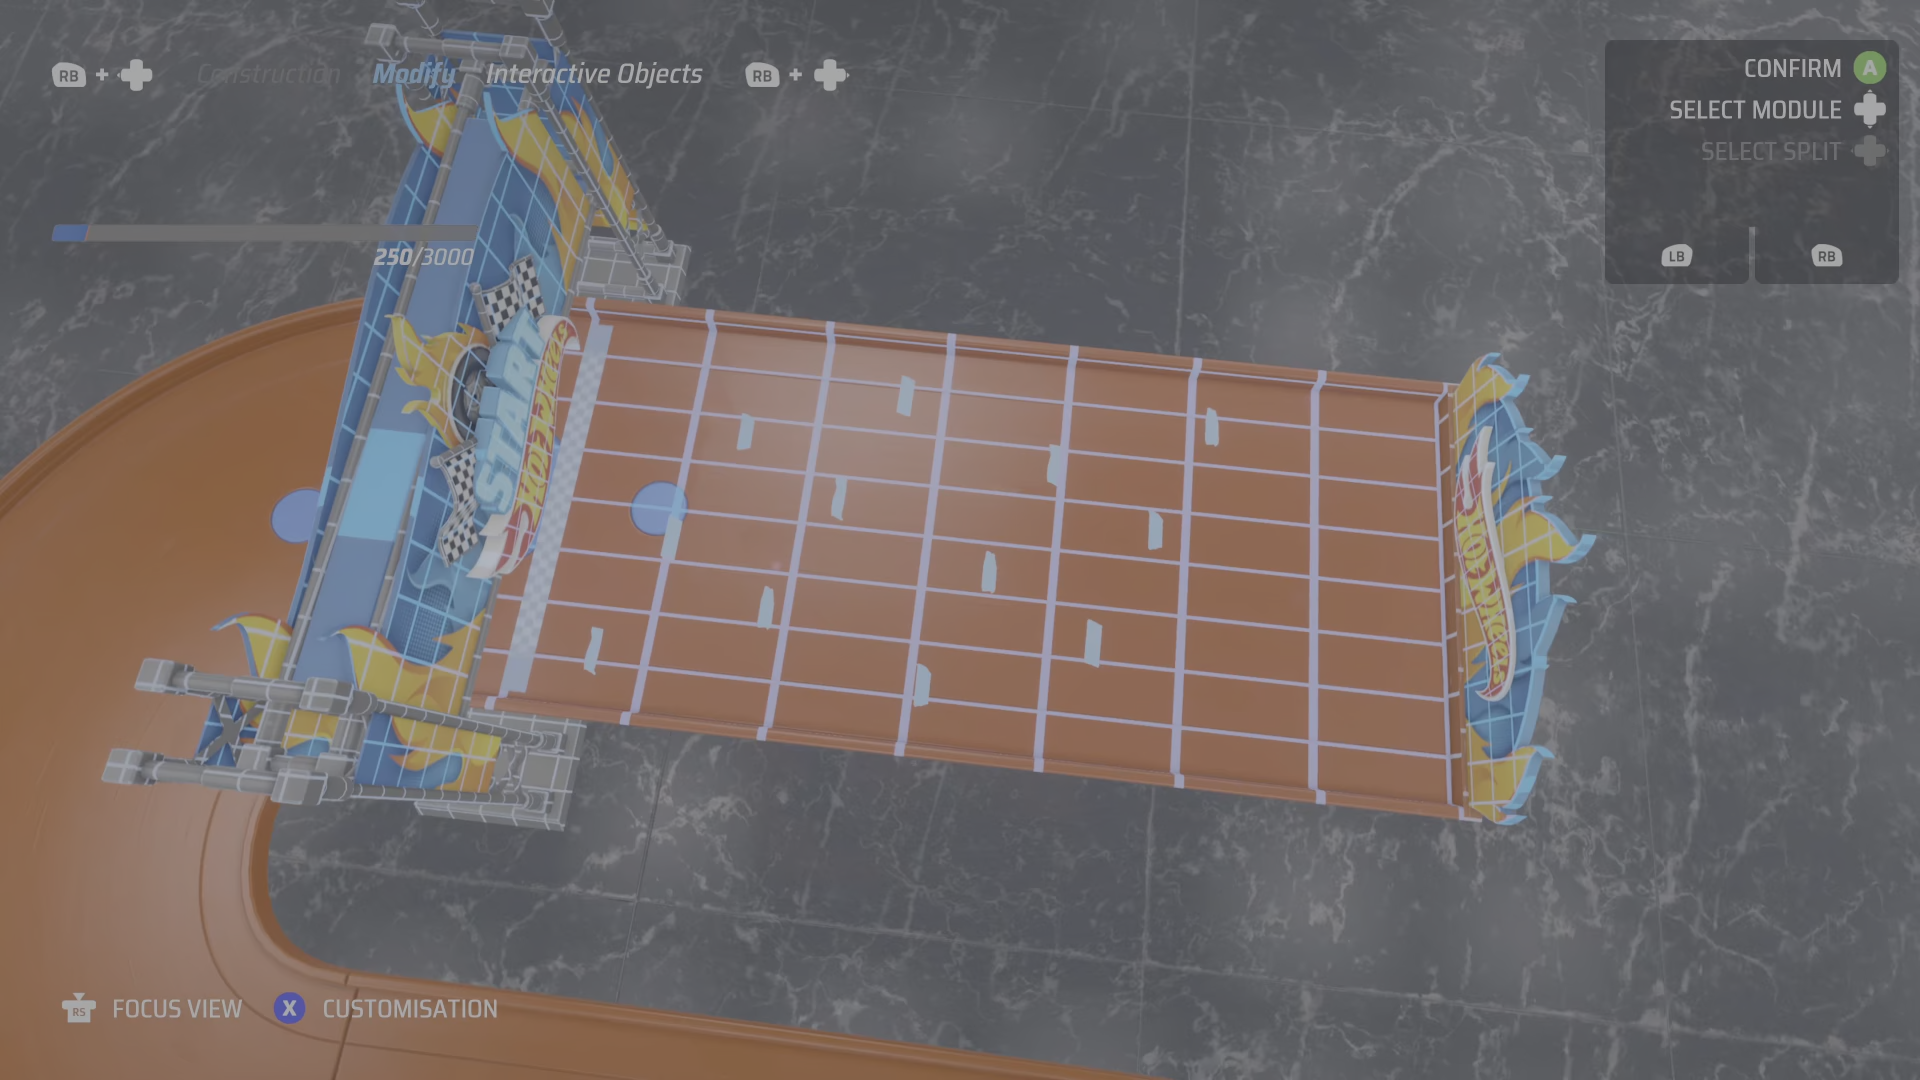 RB + Construction Modify Interactive Objects RB +
CONFIRM A
SELECT MODULE
SELECT SPLIT
LB RB
250/3000
START
HOT WHEELS
HOT WHEELS
RS FOCUS VIEW X CUSTOMISATION